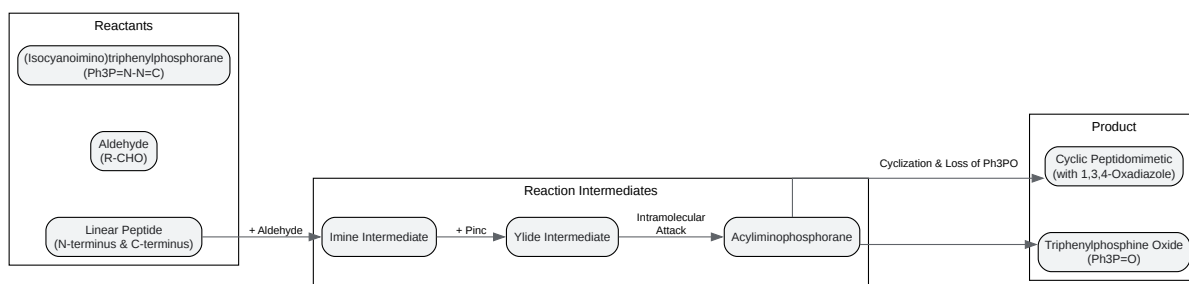 Reactants
(Isocyanoimino)triphenylphosphorane
(Ph3P=N-N=C)
Aldehyde
(R-CHO)
Linear Peptide
(N-terminus & C-terminus)
+ Aldehyde
Reaction Intermediates
Imine Intermediate
+ Pinc
Ylide Intermediate
Intramolecular
Attack
Acyliminophosphorane
Cyclization & Loss of Ph3PO
Product
Cyclic Peptidomimetic
(with 1,3,4-Oxadiazole)
Triphenylphosphine Oxide
(Ph3P=O)